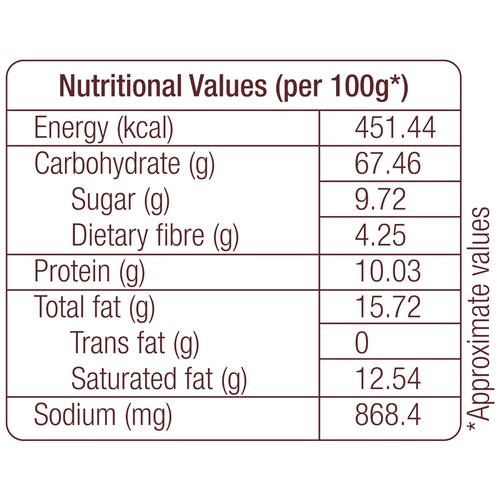 Nutritional Values (per 100g*)
Energy (kcal) 451.44
Carbohydrate (g) 67.46
Sugar (g) 9.72
Dietary fibre (g) 4.25
Protein (g) 10.03
Total fat (g) 15.72
Trans fat (g) 0
Saturated fat (g) 12.54
Sodium (mg) 868.4
*Approximate values